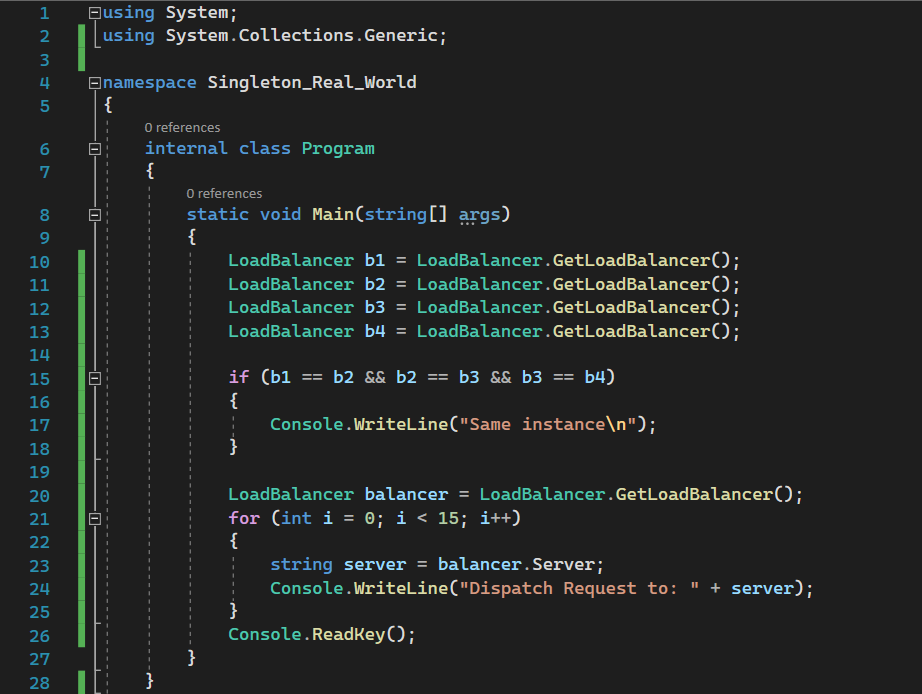 1 using System;
2 using System.Collections.Generic;
3
4 namespace Singleton_Real_World
5 {
0 references
6 internal class Program
7 {
0 references
8 static void Main(string[] args)
9 {
10 LoadBalancer b1 = LoadBalancer.GetLoadBalancer();
11 LoadBalancer b2 = LoadBalancer.GetLoadBalancer();
12 LoadBalancer b3 = LoadBalancer.GetLoadBalancer();
13 LoadBalancer b4 = LoadBalancer.GetLoadBalancer();
14
15 if (b1 == b2 && b2 == b3 && b3 == b4)
16 {
17 Console.WriteLine("Same instance\n");
18 }
19
20 LoadBalancer balancer = LoadBalancer.GetLoadBalancer();
21 for (int i = 0; i < 15; i++)
22 {
23 string server = balancer.Server;
24 Console.WriteLine("Dispatch Request to: " + server);
25 }
26 Console.ReadKey();
27 }
28 }